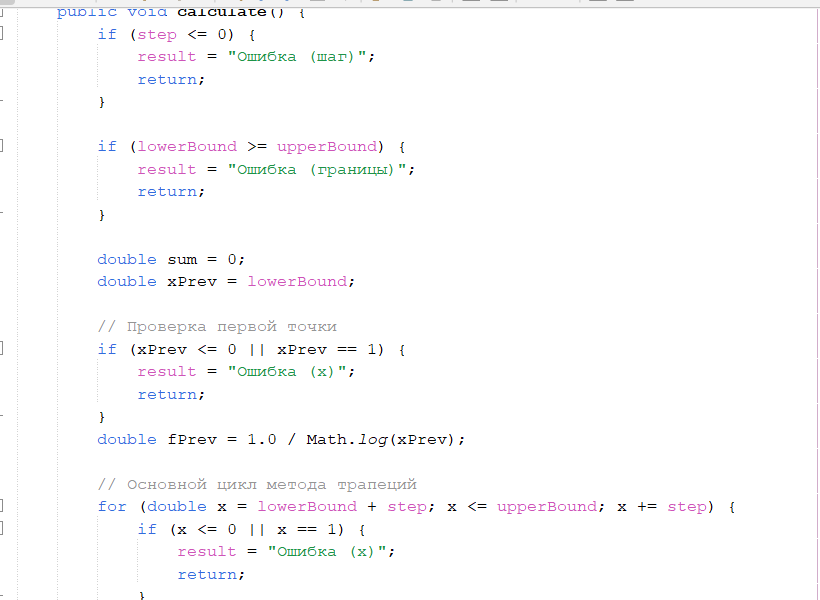 public void calculate() {
if (step <= 0) {
result = "Ошибка (шаг)";
return;
}
if (lowerBound >= upperBound) {
result = "Ошибка (границы)";
return;
}
double sum = 0;
double xPrev = lowerBound;
// Проверка первой точки
if (xPrev <= 0 || xPrev == 1) {
result = "Ошибка (x)";
return;
}
double fPrev = 1.0 / Math.log(xPrev);
// Основной цикл метода трапеций
for (double x = lowerBound + step; x <= upperBound; x += step) {
if (x <= 0 || x == 1) {
result = "Ошибка (x)";
return;
}